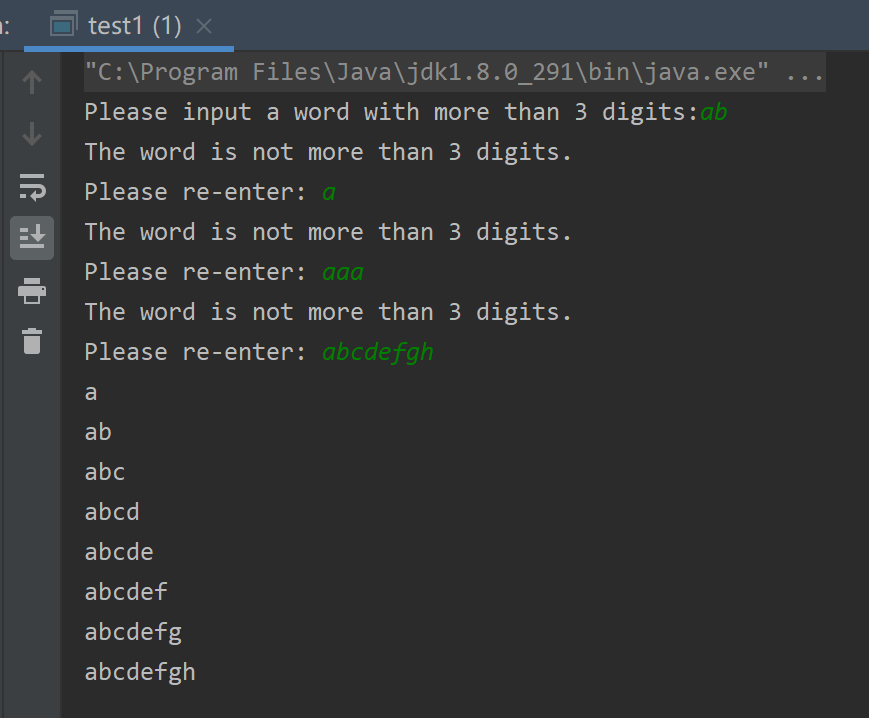 : test1 (1) ×
"C:\Program Files\Java\jdk1.8.0_291\bin\java.exe" ...
Please input a word with more than 3 digits:ab
The word is not more than 3 digits.
Please re-enter: a
The word is not more than 3 digits.
Please re-enter: aaa
The word is not more than 3 digits.
Please re-enter: abcdefgh
a
ab
abc
abcd
abcde
abcdef
abcdefg
abcdefgh